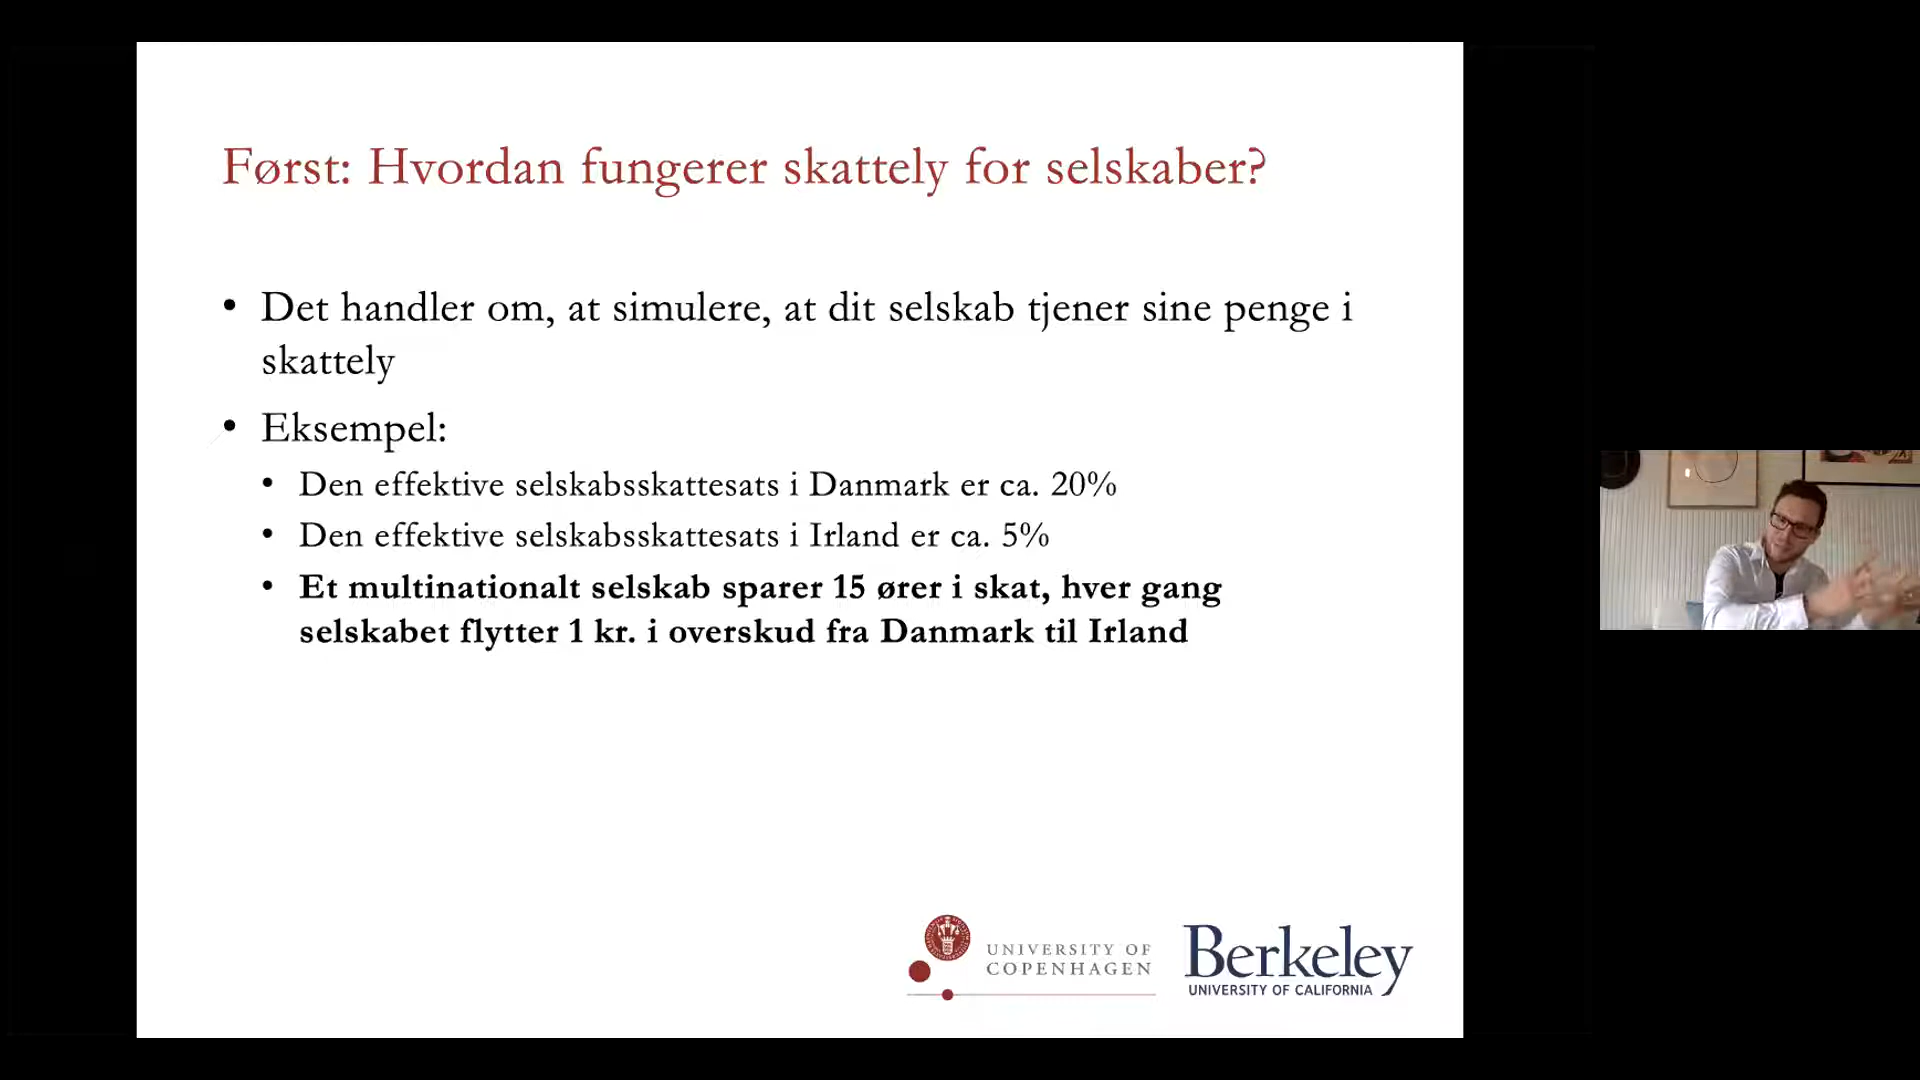 Først: Hvordan fungerer skattely for selskaber?
• Det handler om, at simulere, at dit selskab tjener sine penge i
skattely
• Eksempel:
• Den effektive selskabsskattesats i Danmark er ca. 20%
• Den effektive selskabsskattesats i Irland er ca. 5%
• Et multinationalt selskab sparer 15 ører i skat, hver gang
selskabet flytter 1 kr. i overskud fra Danmark til Irland
UNIVERSITY OF
COPENHAGEN
Berkeley
UNIVERSITY OF CALIFORNIA